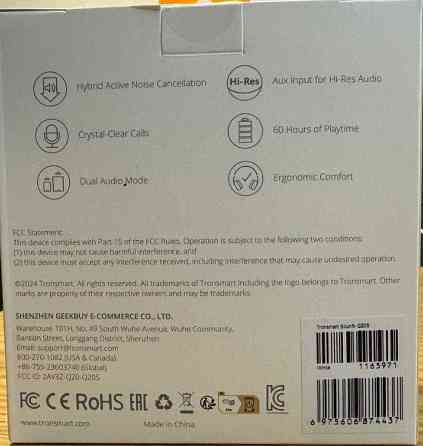 Hybrid Active Noise Cancellation
Hi-Res
Aux Input for Hi-Res Audio
Crystal-Clear Calls
60 Hours of Playtime
Dual Audio Mode
Ergonomic Comfort
FCC Statement:
This device complies with Part 15 of the FCC Rules. Operation is subject to the following two conditions:
(1) this device may not cause harmful interference, and
(2) this device must accept any interference received, including interference that may cause undesired operation.
©2024 Tronsmart. All rights reserved. All trademarks of Tronsmart including the logo belongs to Tronsmart. Other
marks are property of their respective owners and may be trademarks.
SHENZHEN GEEKBUY E-COMMERCE CO., LTD.
Warehouse 101H, No. 49 South Wuhe Avenue, Wuhe Community,
Bantian Street, Longgang District, Shenzhen
Email: support@tronsmart.com
800-270-1082 (USA & Canada)
+86-755-23603740 (Global)
FCC ID: 2AV3Z-Q20-Q20S
FC CE RoHS EAC
www.tronsmart.com
Made in China
Tronsmart Sounfii Q20S
1163971
6 975606 874437